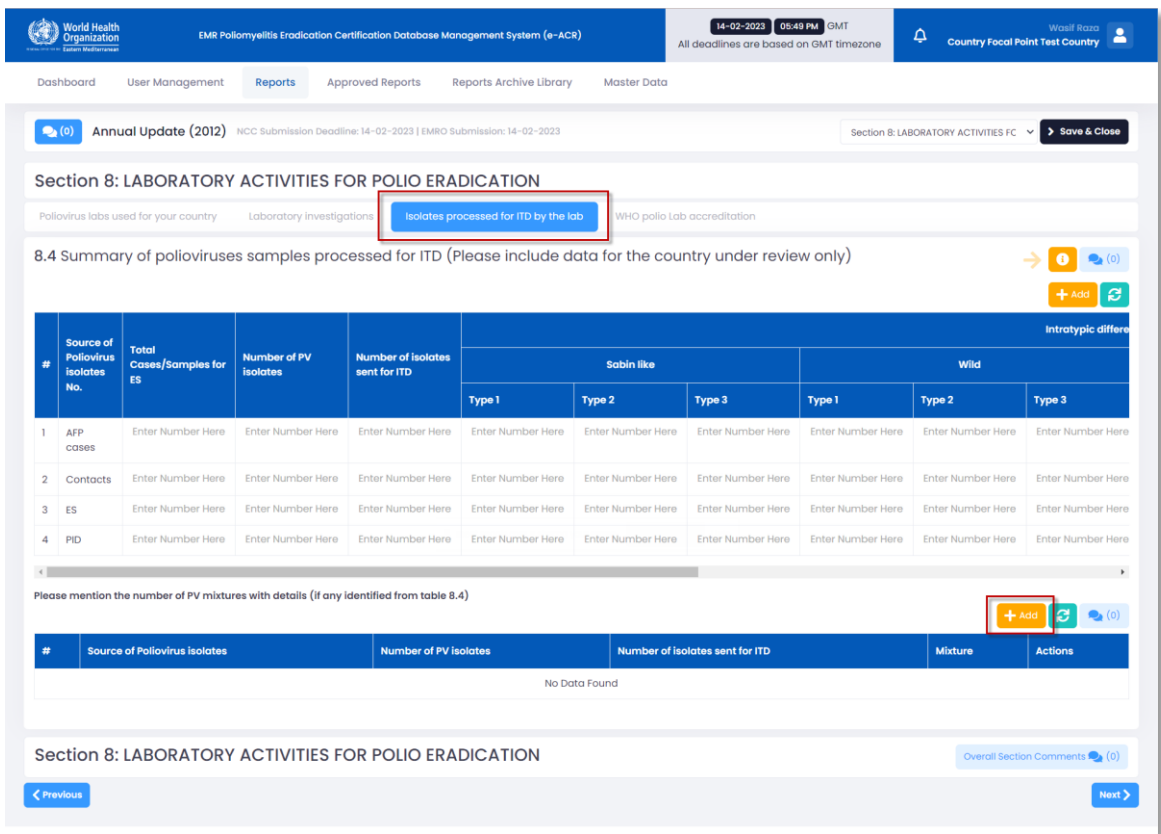 World Health
Organization
Eastern Mediterranean
EMR Poliomyelitis Eradication Certification Database Management System (e-ACR)
14-02-2023 05:49 PM GMT
All deadlines are based on GMT timezone
Wasif Raza
Country Focal Point Test Country
Dashboard User Management Reports Approved Reports Reports Archive Library Master Data
(0) Annual Update (2012) NCC Submission Deadline: 14-02-2023 | EMRO Submission: 14-02-2023
Section 8: LABORATORY ACTIVITIES FC
Save & Close
Section 8: LABORATORY ACTIVITIES FOR POLIO ERADICATION
Poliovirus labs used for your country Laboratory investigations Isolates processed for ITD by the lab WHO polio Lab accreditation
8.4 Summary of polioviruses samples processed for ITD (Please include data for the country under review only)
(0)
+ Add
# Source of Poliovirus isolates No. Total Cases/Samples for ES Number of PV isolates Number of isolates sent for ITD Intratypic differe
Sabin like Wild
Type 1 Type 2 Type 3 Type 1 Type 2 Type 3
1 AFP cases Enter Number Here Enter Number Here Enter Number Here Enter Number Here Enter Number Here Enter Number Here Enter Number Here Enter Number Here Enter Number Here
2 Contacts Enter Number Here Enter Number Here Enter Number Here Enter Number Here Enter Number Here Enter Number Here Enter Number Here Enter Number Here Enter Number Here
3 ES Enter Number Here Enter Number Here Enter Number Here Enter Number Here Enter Number Here Enter Number Here Enter Number Here Enter Number Here Enter Number Here
4 PID Enter Number Here Enter Number Here Enter Number Here Enter Number Here Enter Number Here Enter Number Here Enter Number Here Enter Number Here Enter Number Here
Please mention the number of PV mixtures with details (if any identified from table 8.4)
+ Add (0)
# Source of Poliovirus isolates Number of PV isolates Number of isolates sent for ITD Mixture Actions
No Data Found
Section 8: LABORATORY ACTIVITIES FOR POLIO ERADICATION
Overall Section Comments (0)
Previous
Next